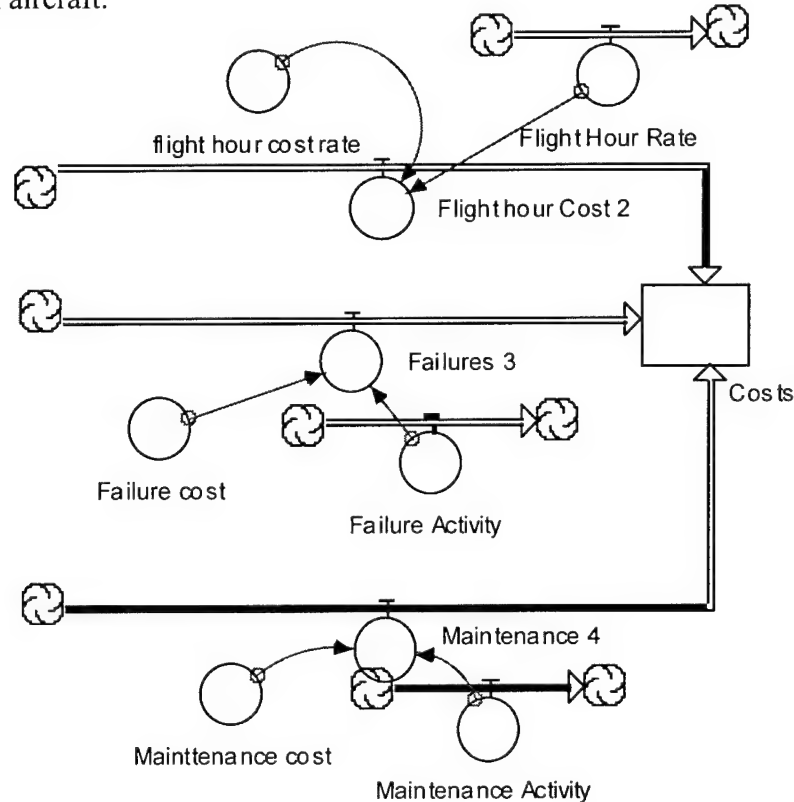 aircraft.
flight hour cost rate
Flight Hour Rate
Flight hour Cost 2
Failures 3
Costs
Failure cost
Failure Activity
Maintenance 4
Mainttenance cost
Maintenance Activity